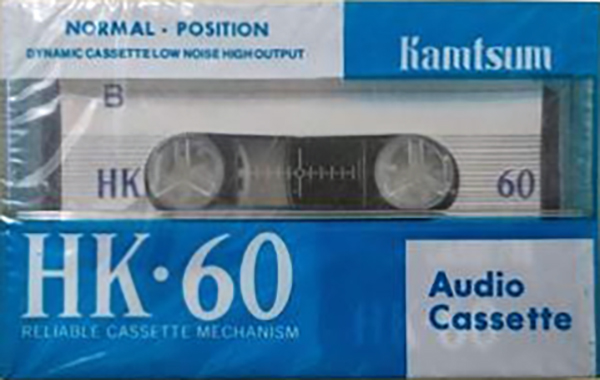 NORMAL - POSITION
DYNAMIC CASSETTE LOW NOISE HIGH OUTPUT
Kamtsum
B
HK
60
HK·60
RELIABLE CASSETTE MECHANISM
Audio
Cassette